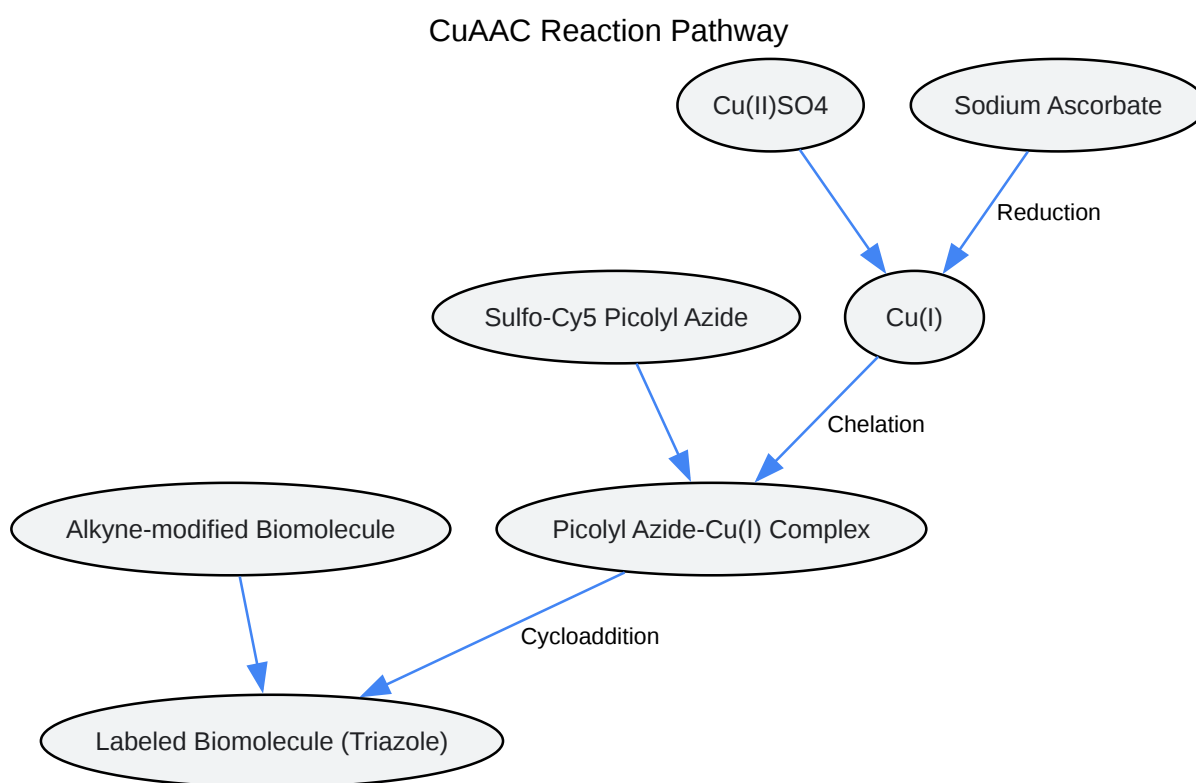 CuAAC Reaction Pathway
Cu(II)SO4
Sodium Ascorbate
Reduction
Sulfo-Cy5 Picolyl Azide
Cu(I)
Chelation
Alkyne-modified Biomolecule
Picolyl Azide-Cu(I) Complex
Cycloaddition
Labeled Biomolecule (Triazole)